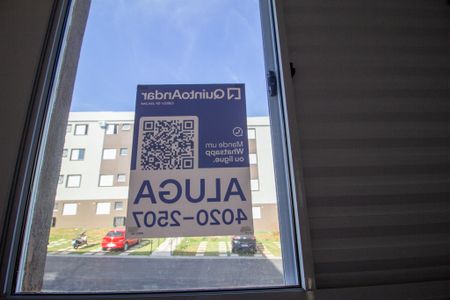 QuintoAndar
Mande um
Whatsapp
ou ligue.
ALUGA
4020-2507